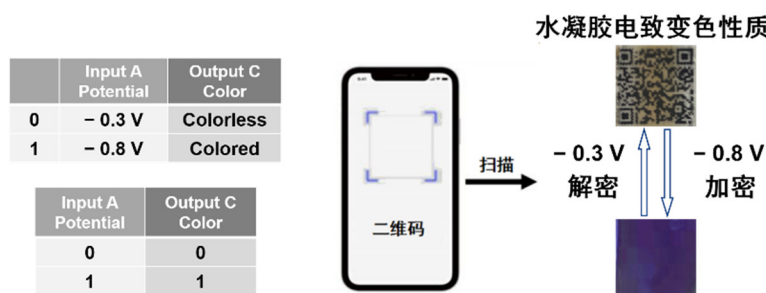 水凝胶电致变色性质
Input A Potential	Output C Color
0	− 0.3 V	Colorless
1	− 0.8 V	Colored
Input A Potential	Output C Color
0	0
1	1
二维码
扫描
− 0.3 V
解密
− 0.8 V
加密